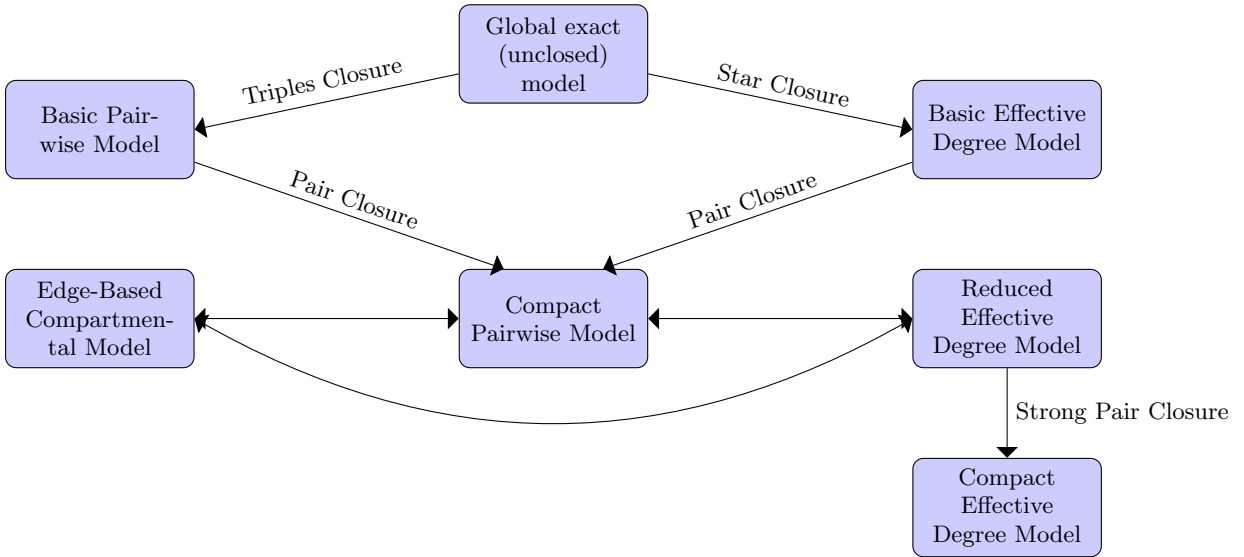 Global exact
(unclosed)
model
Triples Closure
Star Closure
Basic Pair-
wise Model
Basic Effective
Degree Model
Pair Closure
Pair Closure
Edge-Based
Compartmen-
tal Model
Compact
Pairwise Model
Reduced
Effective
Degree Model
Strong Pair Closure
Compact
Effective
Degree Model